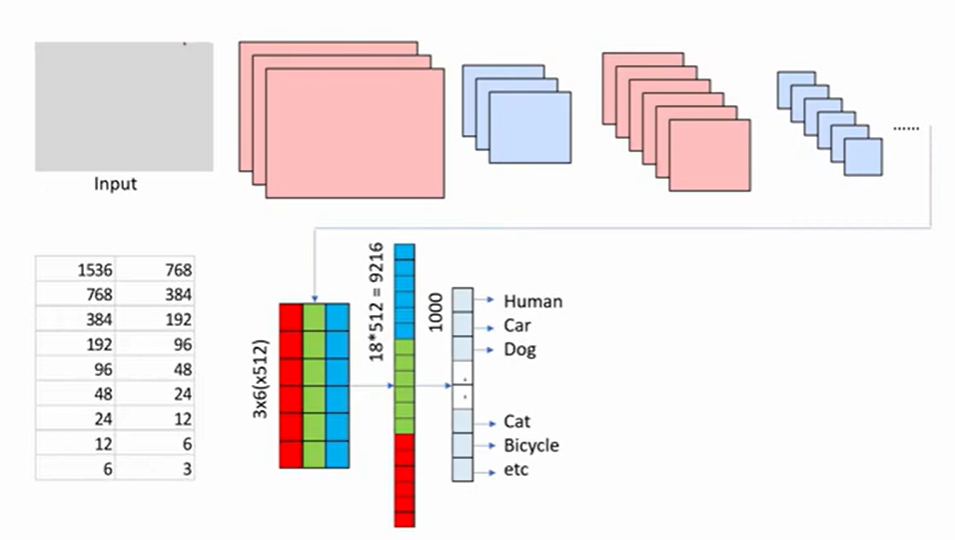 ......
Input
1536 768
768 384
384 192
192 96
96 48
48 24
24 12
12 6
6 3
3x6(x512)
18*512 = 9216
1000
Human
Car
Dog
.
.
Cat
Bicycle
etc